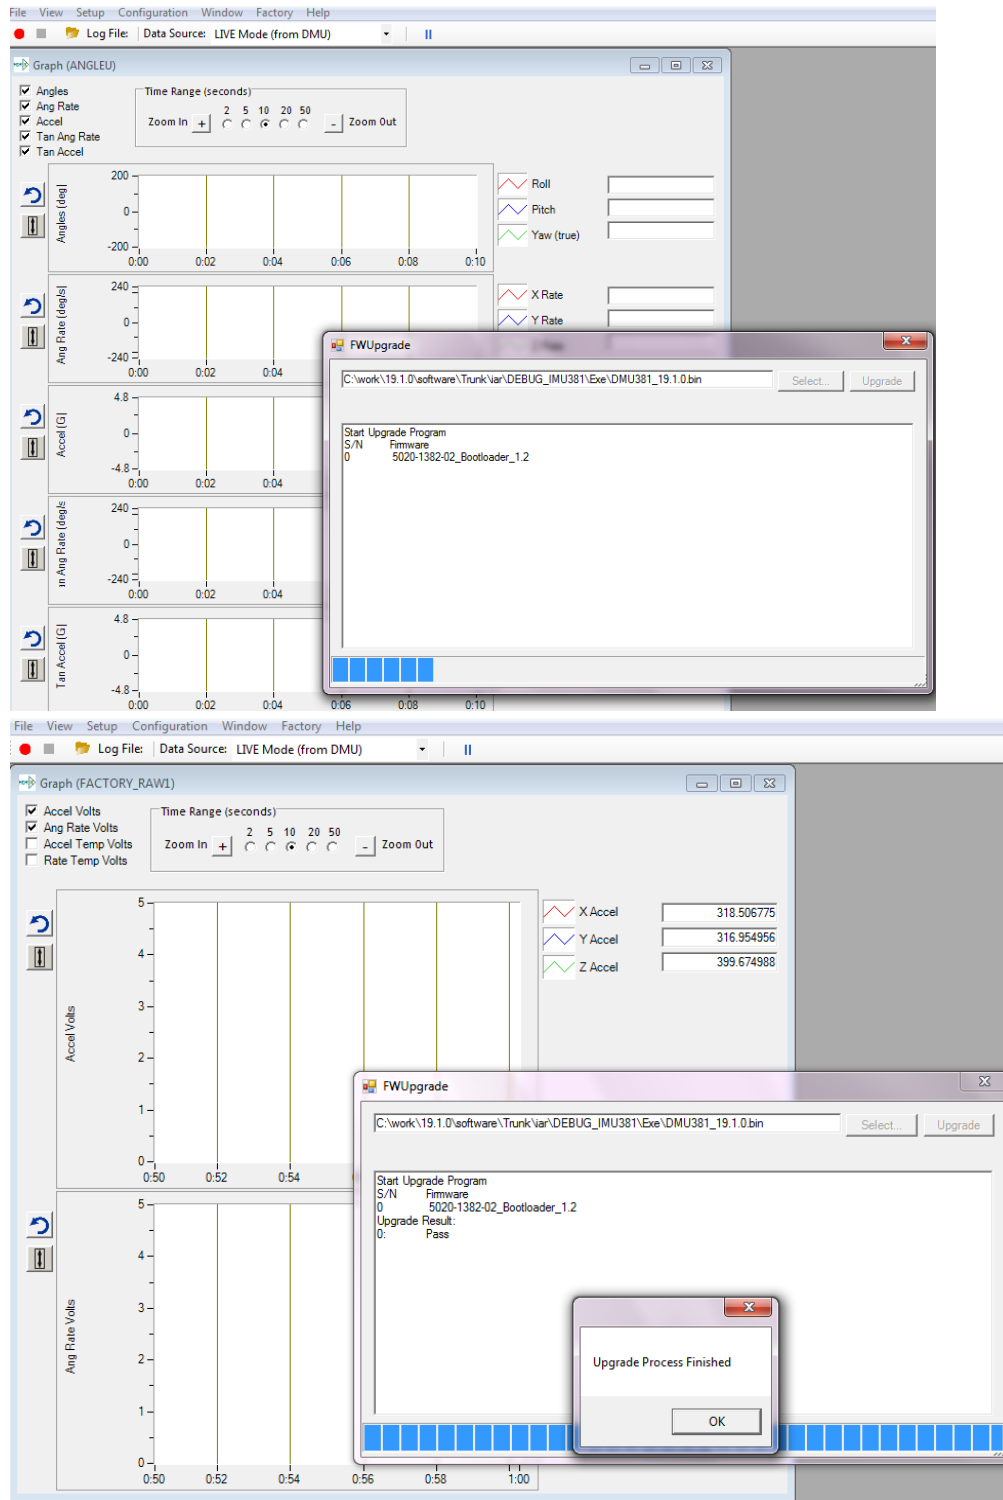 File View Setup Configuration Window Factory Help
Log File: Data Source: LIVE Mode (from DMU)
Graph (ANGLEU)
Angles
Ang Rate
Accel
Tan Ang Rate
Tan Accel
Time Range (seconds)
2 5 10 20 50
Zoom In + - Zoom Out
Angles (deg)
200
0
-200
0:00 0:02 0:04 0:06 0:08 0:10
Roll
Pitch
Yaw (true)
Ang Rate (deg/s)
240
0
-240
0:00 0:02 0:04
X Rate
Y Rate
Accel (G)
4.8
0
-4.8
0:00 0:02 0:04
Ang Rate (deg/s
240
0
-240
0:00 0:02 0:04
Tan Accel (G)
4.8
0
-4.8
0:00 0:02 0:04 0:06 0:08 0:10
FWUpgrade
C:\work\19.1.0\software\Trunk\iar\DEBUG_IMU381\Exe\DMU381_19.1.0.bin
Select... Upgrade
Start Upgrade Program
S/N Firmware
0 5020-1382-02_Bootloader_1.2
File View Setup Configuration Window Factory Help
Log File: Data Source: LIVE Mode (from DMU)
Graph (FACTORY_RAW1)
Accel Volts
Ang Rate Volts
Accel Temp Volts
Rate Temp Volts
Time Range (seconds)
2 5 10 20 50
Zoom In + - Zoom Out
Accel Volts
5
4
3
2
1
0
0:50 0:52 0:54
X Accel 318.506775
Y Accel 316.954956
Z Accel 399.674988
Ang Rate Volts
5
4
3
2
1
0
0:50 0:52 0:54 0:56 0:58 1:00
FWUpgrade
C:\work\19.1.0\software\Trunk\iar\DEBUG_IMU381\Exe\DMU381_19.1.0.bin
Select... Upgrade
Start Upgrade Program
S/N Firmware
0 5020-1382-02_Bootloader_1.2
Upgrade Result:
0: Pass
Upgrade Process Finished
OK